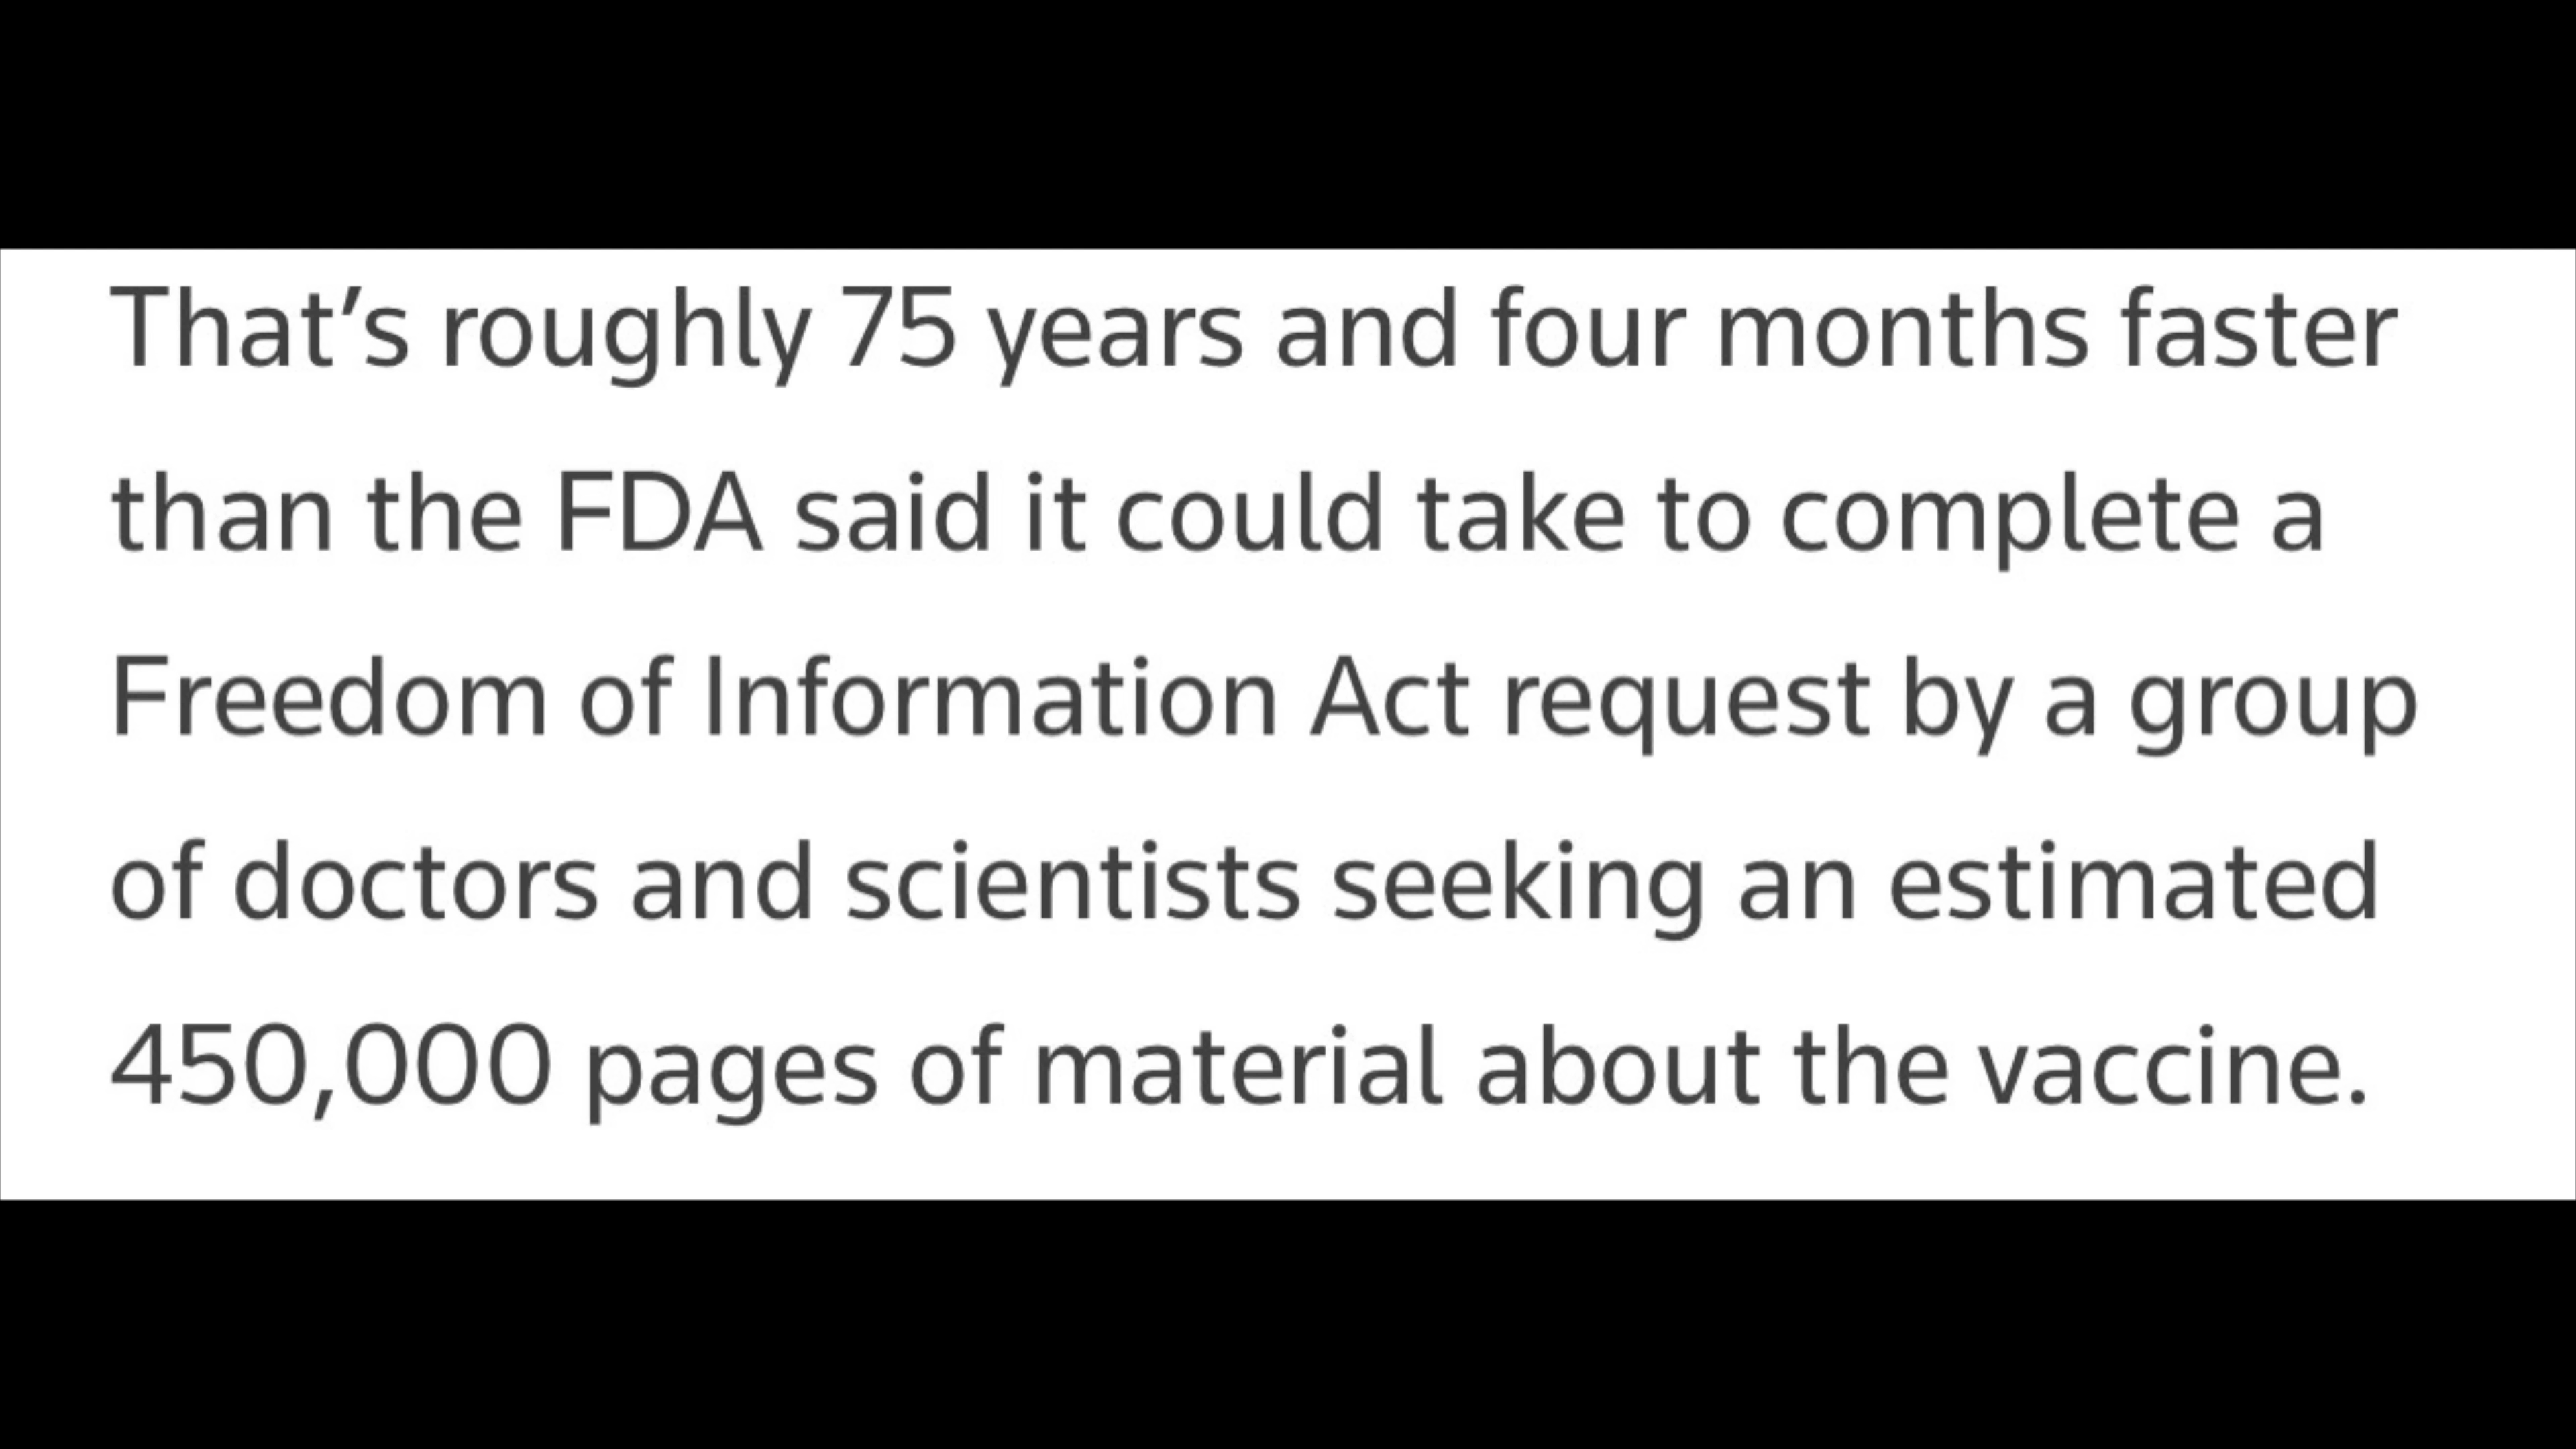 That’s roughly 75 years and four months faster
than the FDA said it could take to complete a
Freedom of Information Act request by a group
of doctors and scientists seeking an estimated
450,000 pages of material about the vaccine.